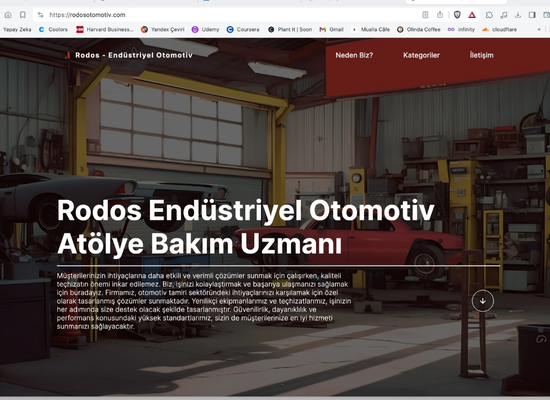 https://rodosotomotiv.com
Yapay Zeka Coolors Harvard Business... Yandex Çeviri Udemy Coursera Plant It | Soori Gmail Mualla Cafe Olinda Coffee infinity cloudflare
Rodos - Endüstriyel Otomotiv Neden Biz? Kategoriler İletişim
Rodos Endüstriyel Otomotiv
Atölye Bakım Uzmanı
Müşterilerinizin ihtiyaçlarına daha etkili ve verimli çözümler sunmak için çalışırken, kaliteli
teçhizatın önemi inkar edilemez. Biz, işinizi kolaylaştırmak ve başarıya ulaşmanızı sağlamak
için buradayız. Firmamız, otomotiv tamiri sektöründeki ihtiyaçlarınızı karşılamak için özel
olarak tasarlanmış çözümler sunmaktadır. Yenilikçi ekipmanlarımız ve teçhizatlarımız, işinizin
her adımında size destek olacak şekilde tasarlanmıştır. Güvenilirlik, dayanıklılık ve
performans konusundaki yüksek standartlarımız, sizin de müşterilerinize en iyi hizmeti
sunmanızı sağlayacaktır.